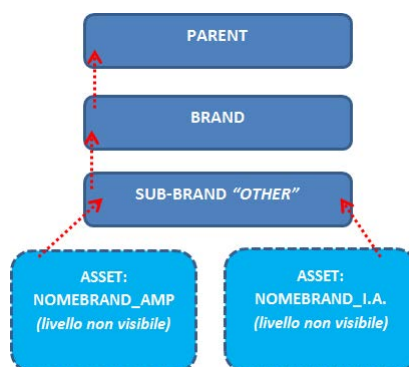 PARENT
BRAND
SUB-BRAND “OTHER”
ASSET:
NOMEBRAND_AMP
(livello non visibile)
ASSET:
NOMEBRAND_I.A.
(livello non visibile)